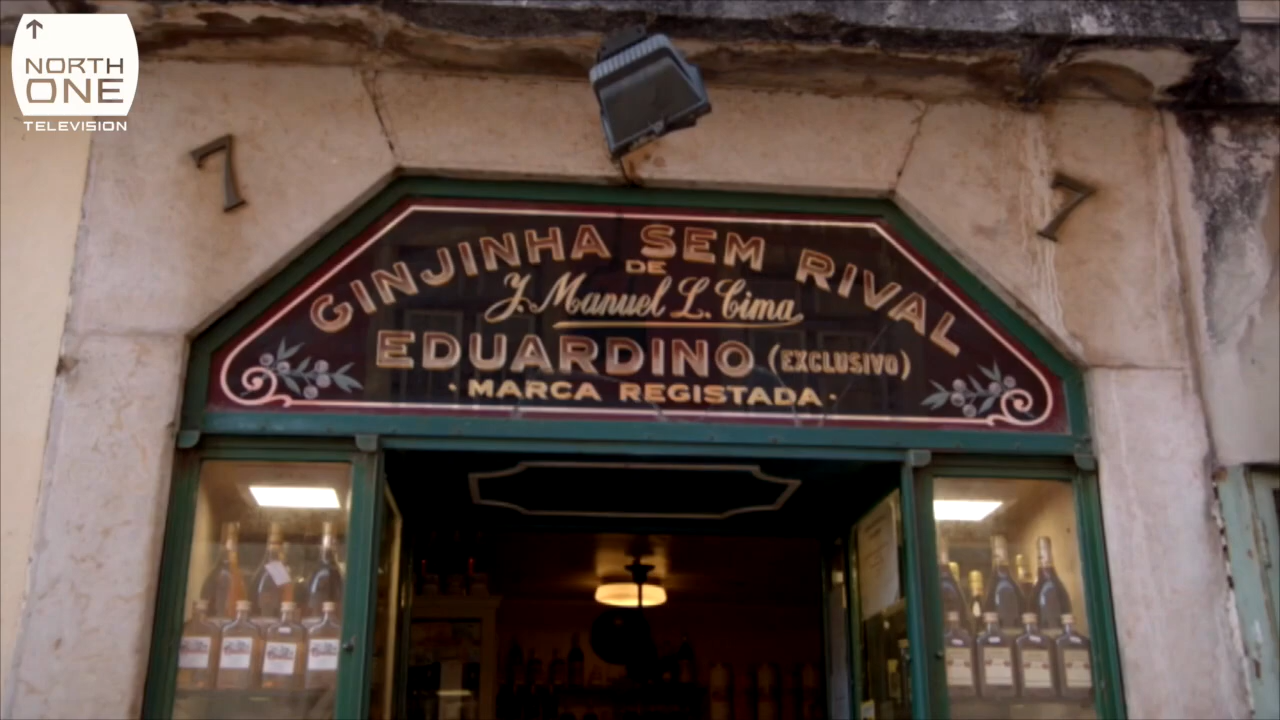 NORTH
ONE
TELEVISION
7
7
GINJINHA SEM RIVAL
DE
J. Manuel L. Cima
EDUARDINO (EXCLUSIVO)
· MARCA REGISTADA ·